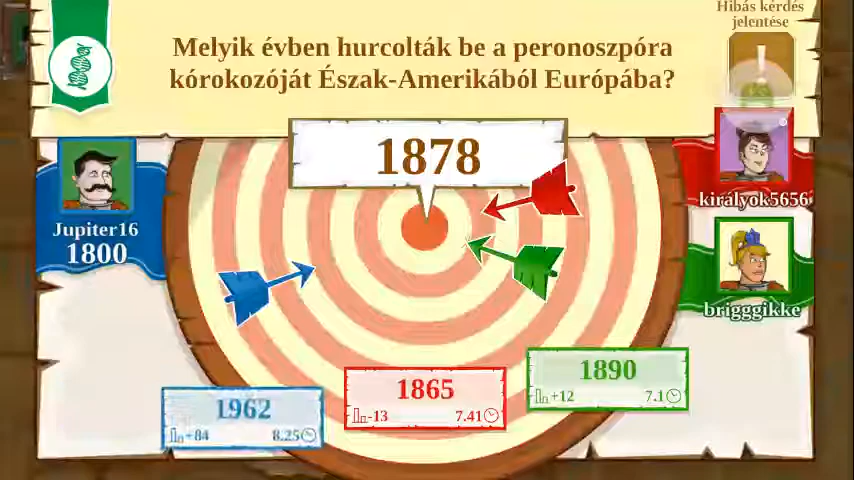 Hibás kérdés
jelentése
Melyik évben hurcolták be a peronoszpóra
kórokozóját Észak-Amerikából Európába?
1878
Jupiter16
1800
királyok5656
brigggikke
1962
+84 8.25
1865
-13 7.41
1890
+12 7.1